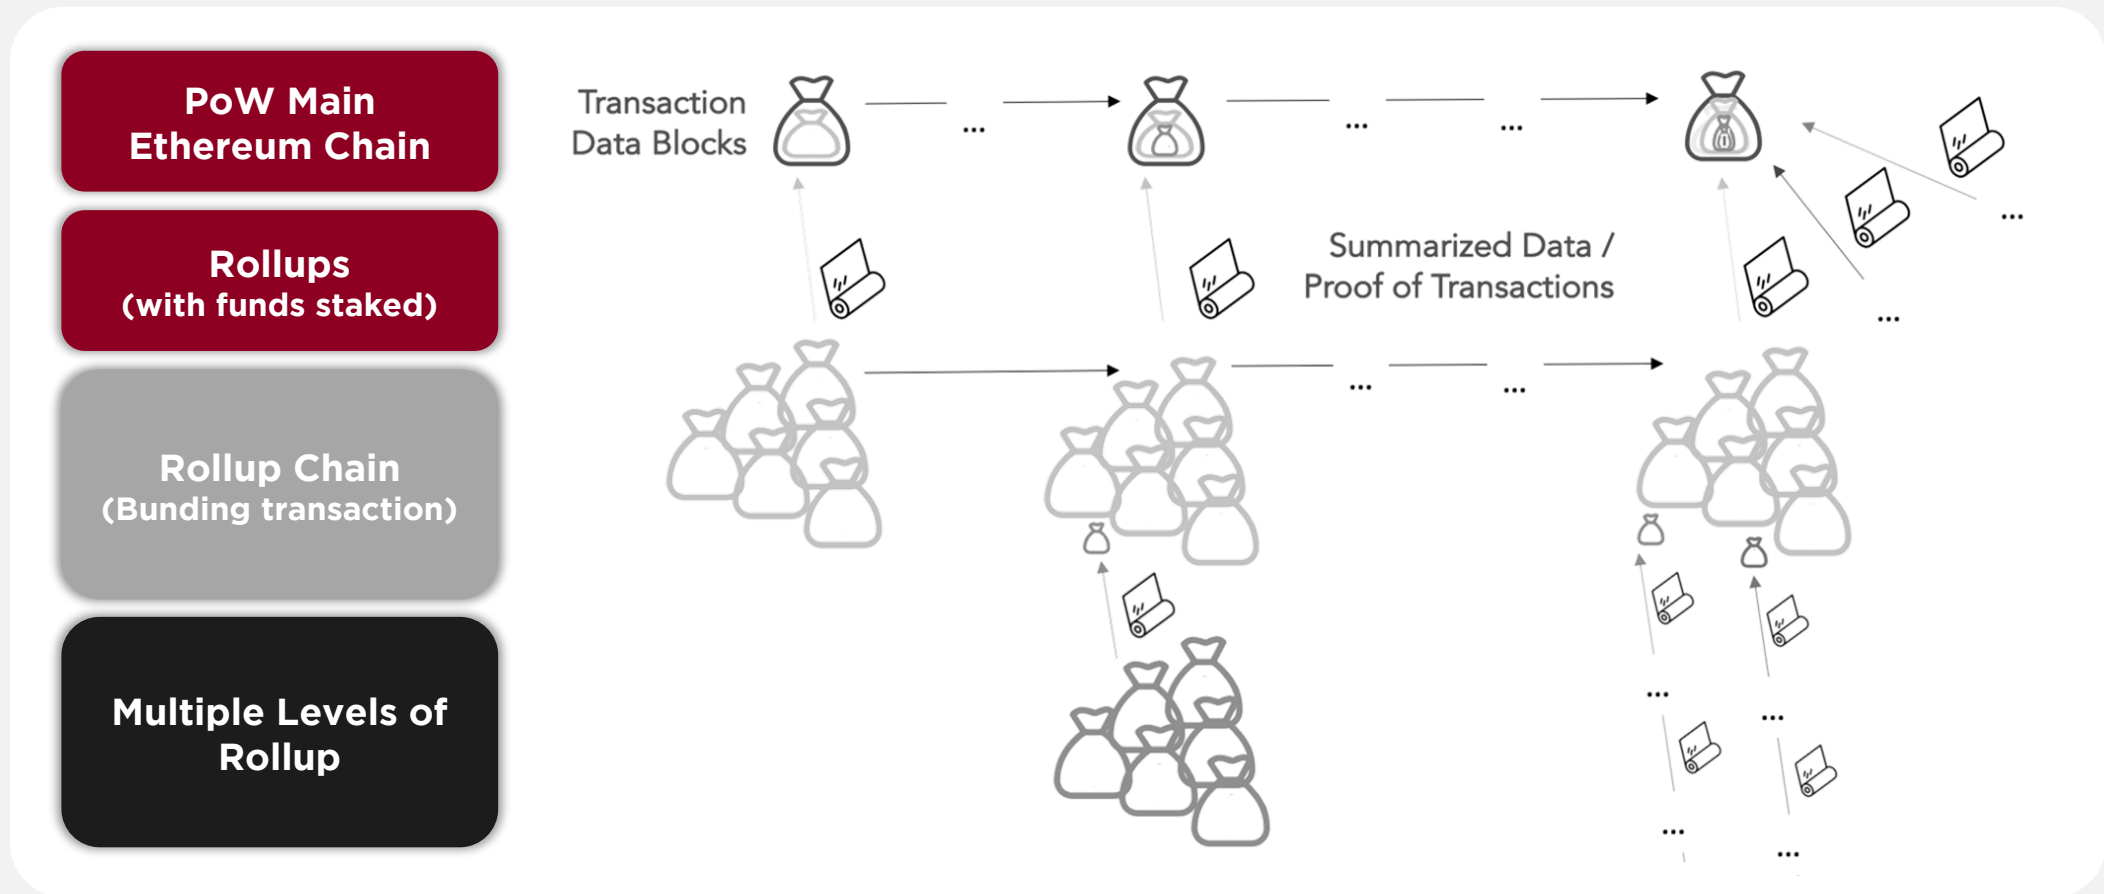 PoW Main
Ethereum Chain
Rollups
(with funds staked)
Rollup Chain
(Bunding transaction)
Multiple Levels of
Rollup
Transaction
Data Blocks
...
...
...
Summarized Data /
Proof of Transactions
...
...
...
...
...
...
...
...